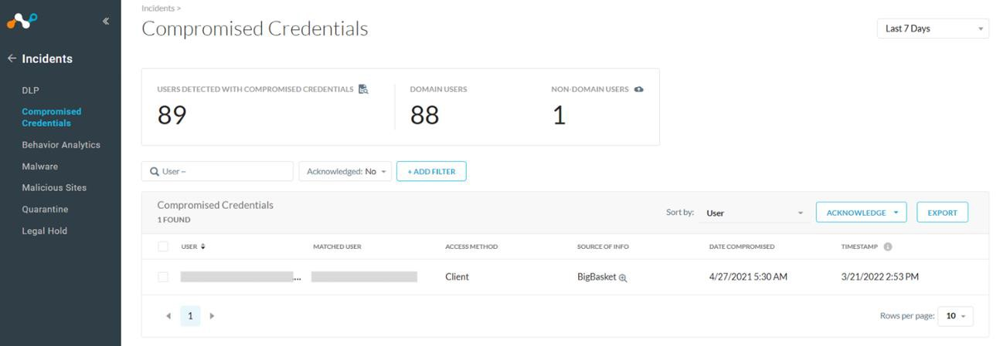 Incidents >
Compromised Credentials
Last 7 Days
Incidents
DLP
Compromised
Credentials
Behavior Analytics
Malware
Malicious Sites
Quarantine
Legal Hold
USERS DETECTED WITH COMPROMISED CREDENTIALS
89
DOMAIN USERS
88
NON-DOMAIN USERS
1
User ~
Acknowledged: No
+ ADD FILTER
Compromised Credentials
1 FOUND
Sort by: User
ACKNOWLEDGE
EXPORT
USER MATCHED USER ACCESS METHOD SOURCE OF INFO DATE COMPROMISED TIMESTAMP
... Client BigBasket 4/27/2021 5:30 AM 3/21/2022 2:53 PM
1
Rows per page: 10